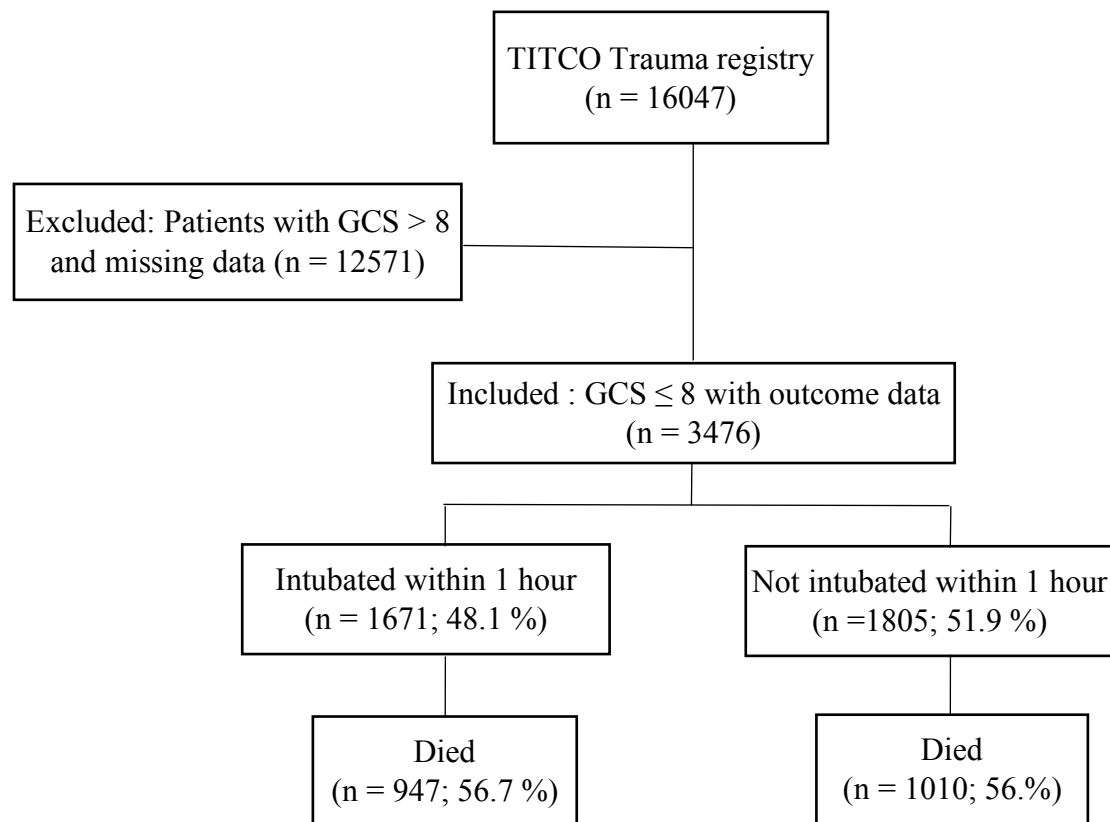 TITCO Trauma registry
(n = 16047)
Excluded: Patients with GCS > 8
and missing data (n = 12571)
Included : GCS ≤ 8 with outcome data
(n = 3476)
Intubated within 1 hour
(n = 1671; 48.1 %)
Not intubated within 1 hour
(n =1805; 51.9 %)
Died
(n = 947; 56.7 %)
Died
(n = 1010; 56.%)